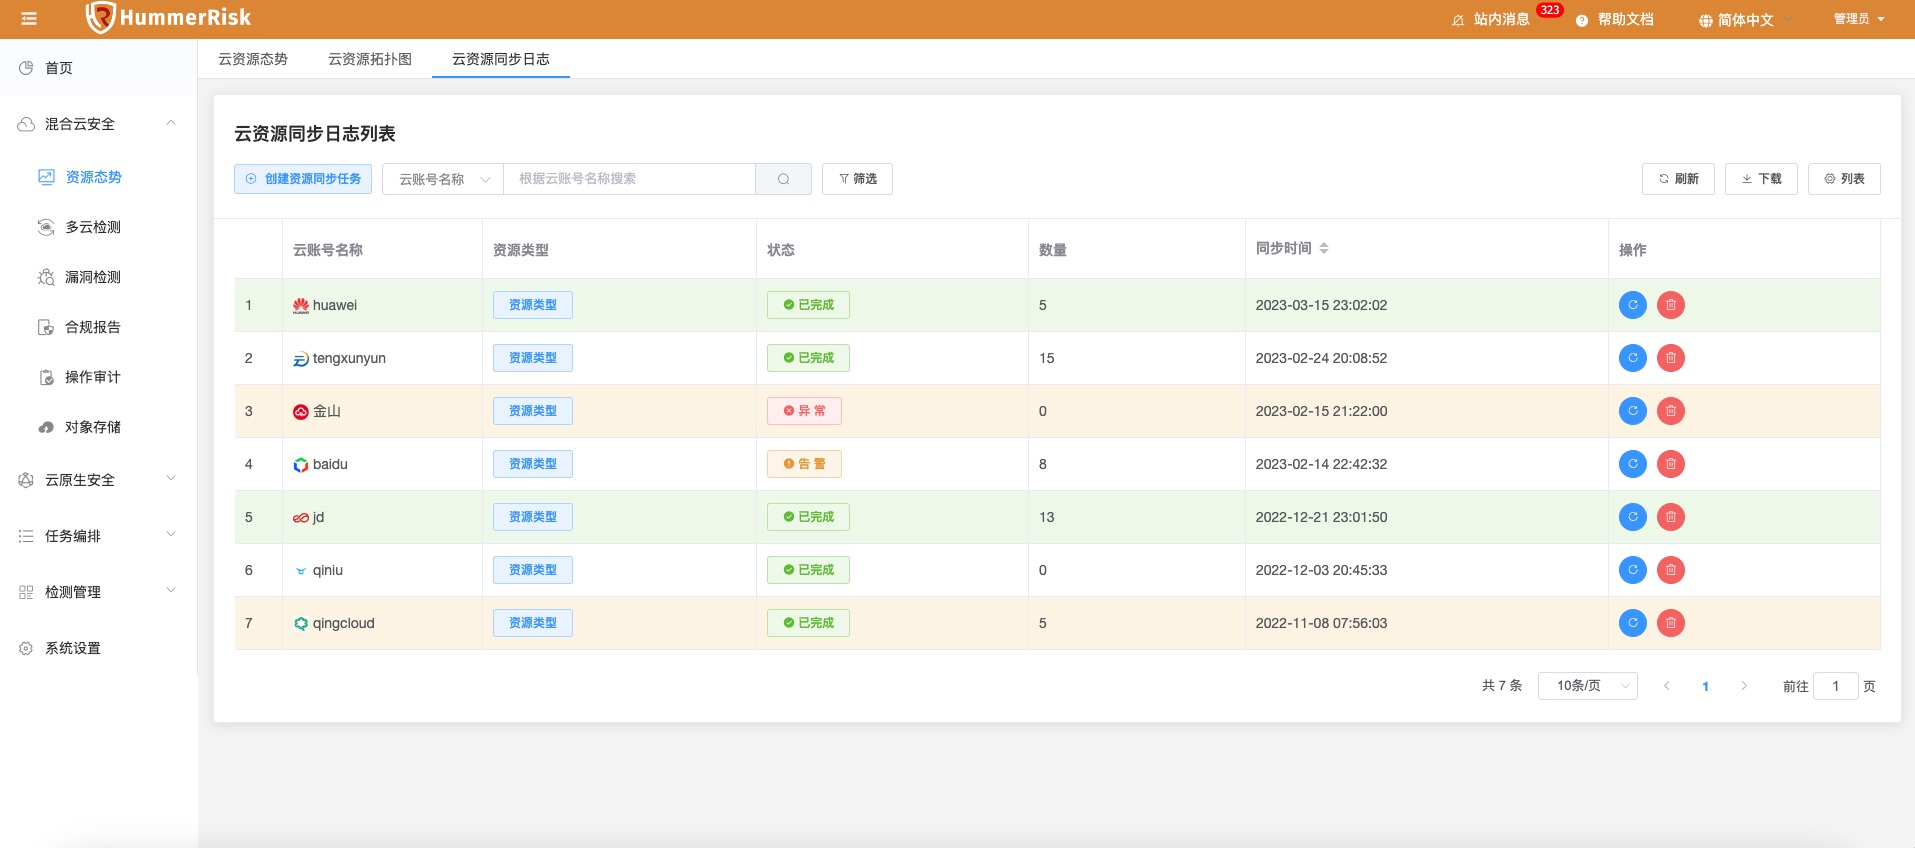 HummerRisk
站内消息 323 帮助文档 简体中文 管理员
首页
混合云安全
资源态势
多云检测
漏洞检测
合规报告
操作审计
对象存储
云原生安全
任务编排
检测管理
系统设置
云资源态势 云资源拓扑图 云资源同步日志
云资源同步日志列表
创建资源同步任务 云账号名称 根据云账号名称搜索 筛选 刷新 下载 列表
云账号名称 资源类型 状态 数量 同步时间 操作
1 huawei 资源类型 已完成 5 2023-03-15 23:02:02
2 tengxunyun 资源类型 已完成 15 2023-02-24 20:08:52
3 金山 资源类型 异常 0 2023-02-15 21:22:00
4 baidu 资源类型 告警 8 2023-02-14 22:42:32
5 jd 资源类型 已完成 13 2022-12-21 23:01:50
6 qiniu 资源类型 已完成 0 2022-12-03 20:45:33
7 qingcloud 资源类型 已完成 5 2022-11-08 07:56:03
共 7 条 10条/页 1 前往 1 页